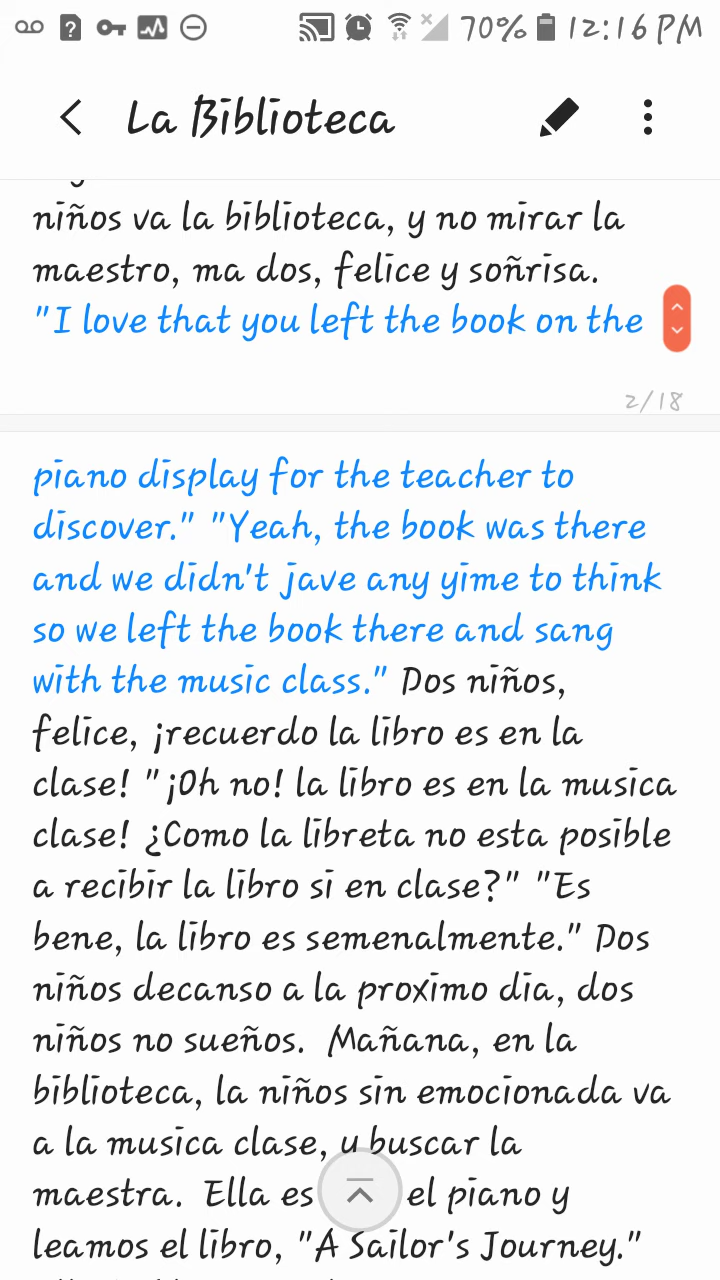 70% 12:16 PM
La Biblioteca
niños va la biblioteca, y no mirar la
maestro, ma dos, felice y soñrisa.
"I love that you left the book on the
2/18
piano display for the teacher to
discover." "Yeah, the book was there
and we didn't jave any yime to think
so we left the book there and sang
with the music class." Dos niños,
felice, ¡recuerdo la libro es en la
clase! "¡Oh no! la libro es en la musica
clase! ¿Como la libreta no esta posible
a recibir la libro si en clase?" "Es
bene, la libro es semenalmente." Dos
niños decanso a la proximo dia, dos
niños no sueños. Mañana, en la
biblioteca, la niños sin emocionada va
a la musica clase, y buscar la
maestra. Ella es el piano y
leamos el libro, "A Sailor's Journey."